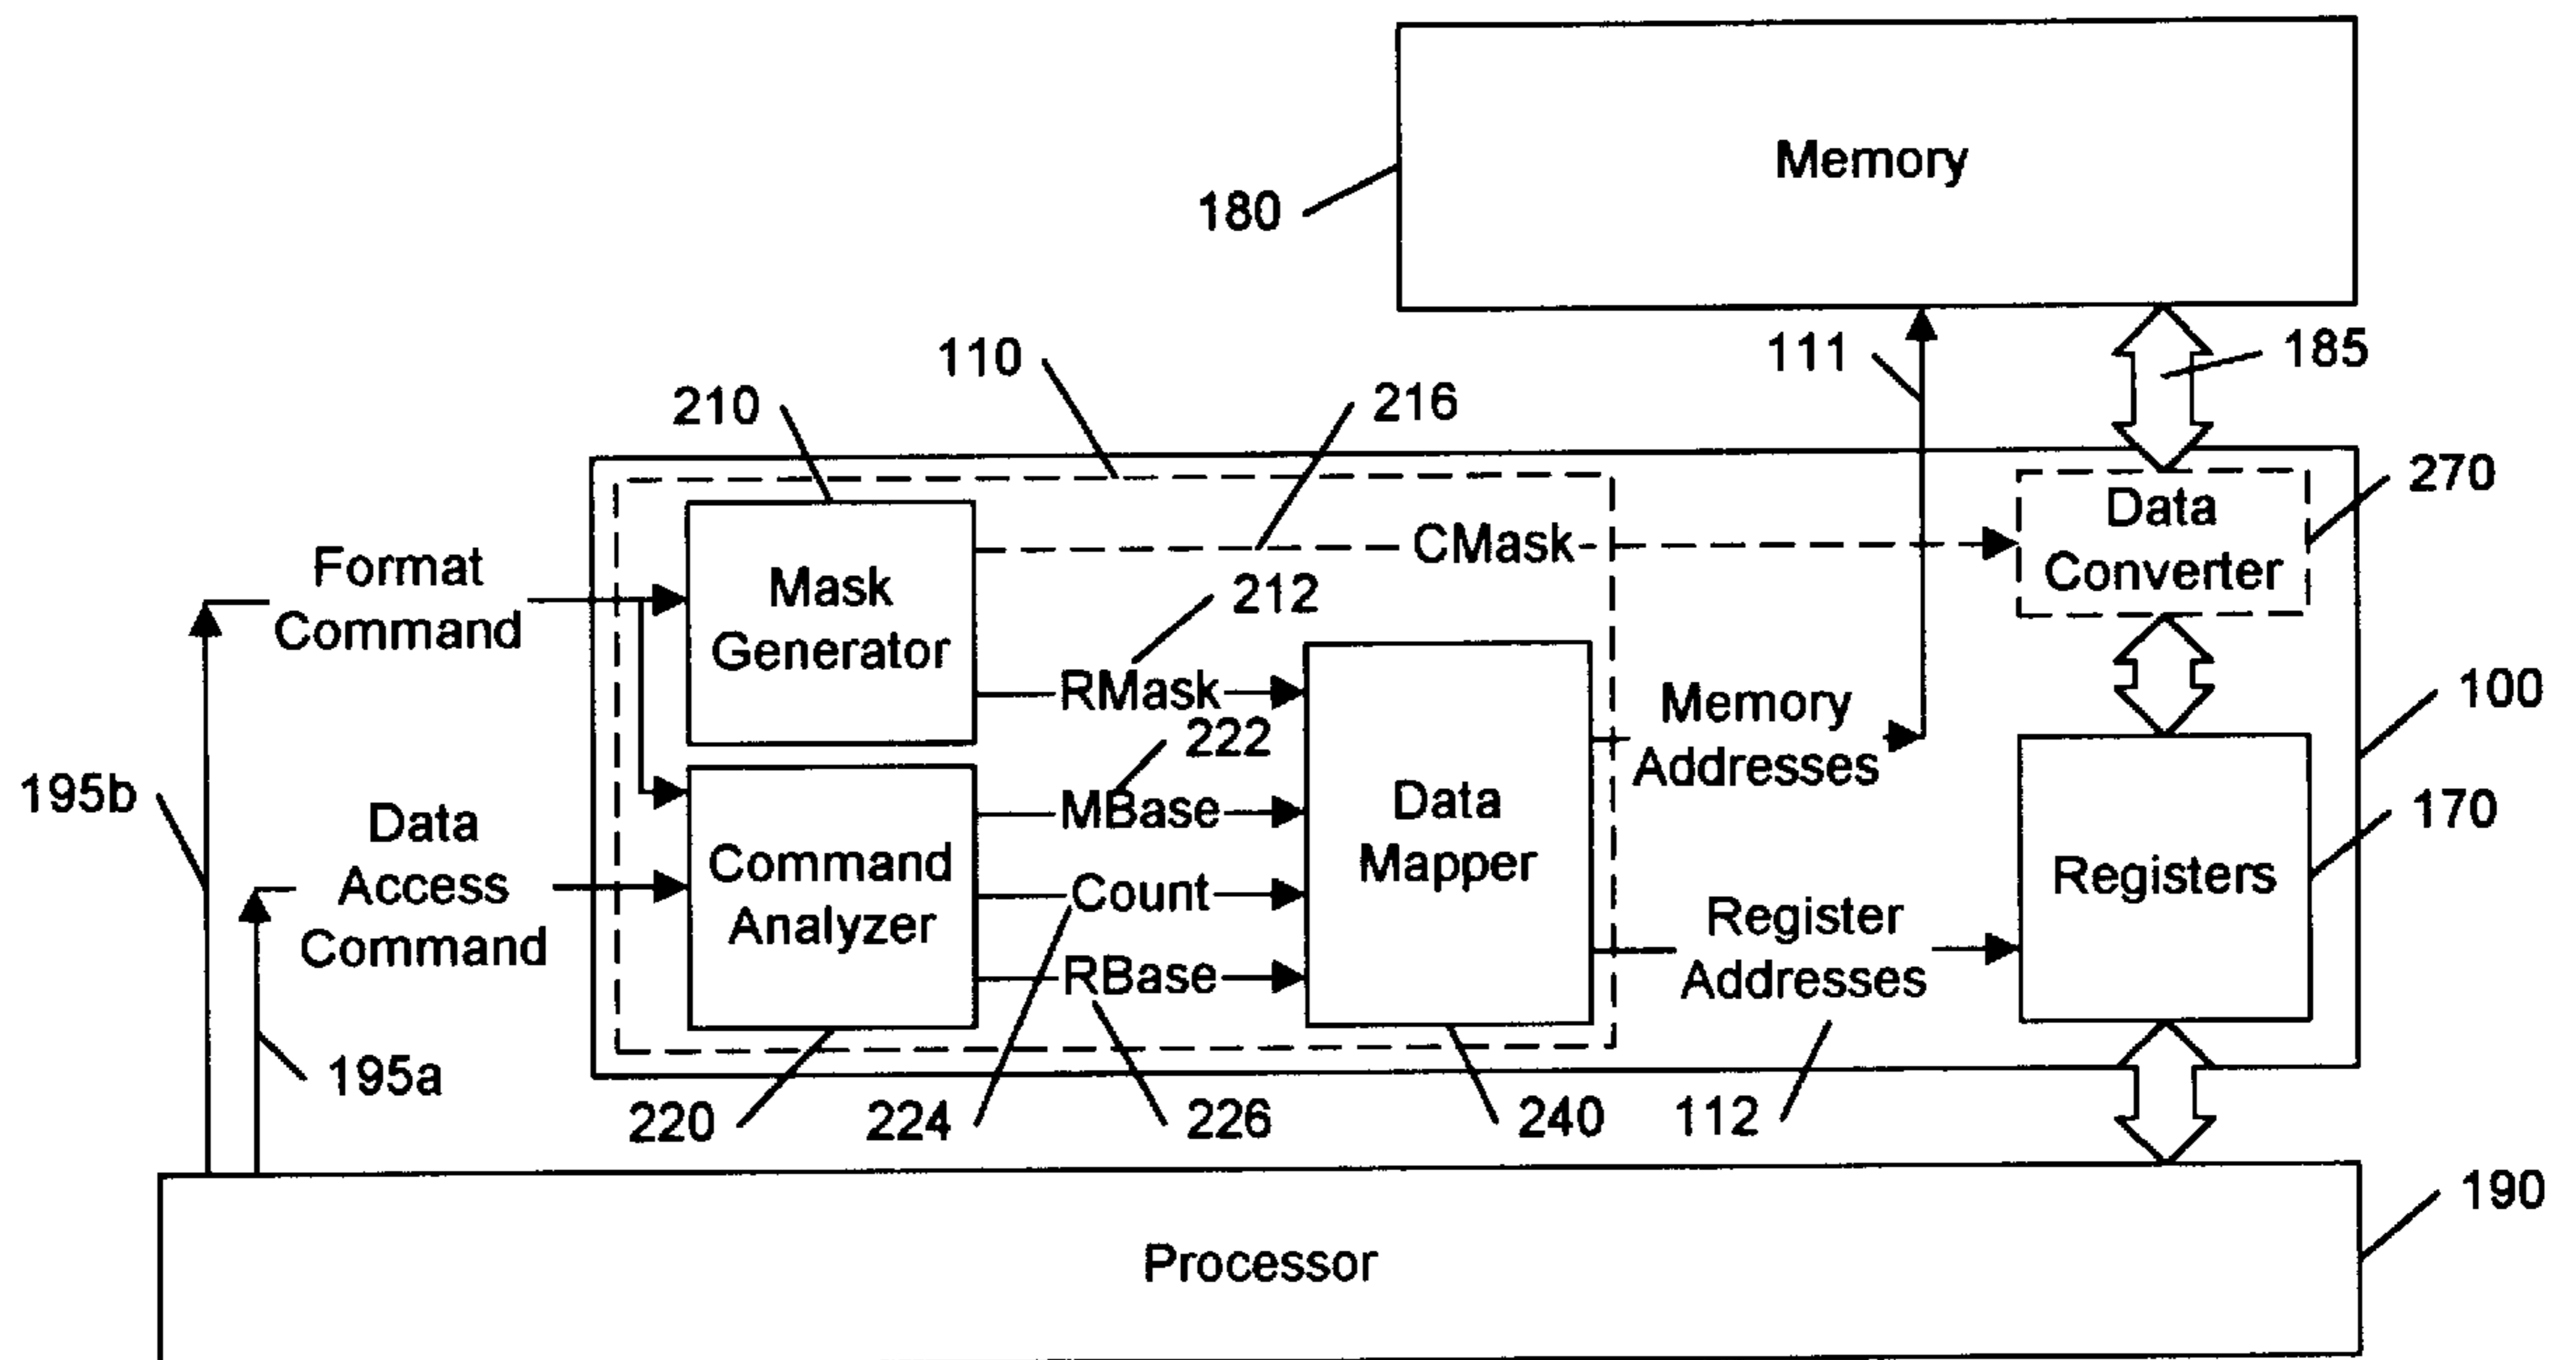 Memory
180
111
185
110
210
216
270
Data
Converter
CMask
Format
Command
Mask
Generator
212
RMask
222
Memory
Addresses
100
195b
Data
Access
Command
MBase
Data
Mapper
170
Command
Analyzer
Count
Registers
Register
Addresses
RBase
195a
220
224
226
240
112
190
Processor